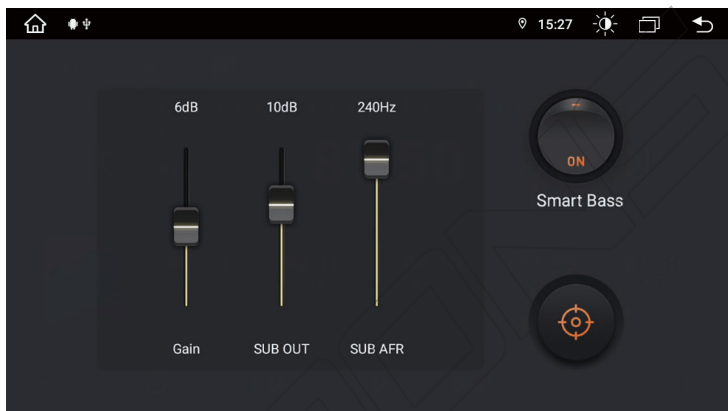 15:27
6dB 10dB 240Hz
ON
Smart Bass
Gain SUB OUT SUB AFR